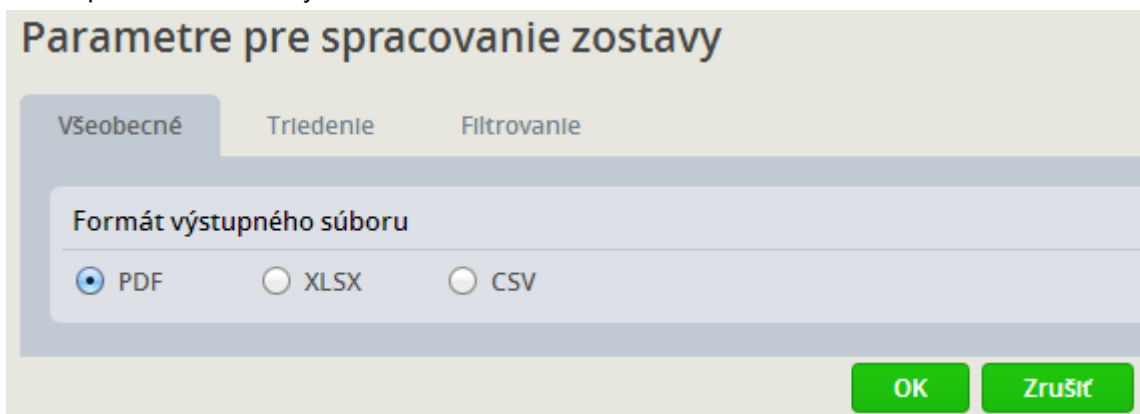 Parametre pre spracovanie zostavy
Všeobecné Triedenie Filtrovanie
Formát výstupného súboru
PDF XLSX CSV
OK Zrušiť